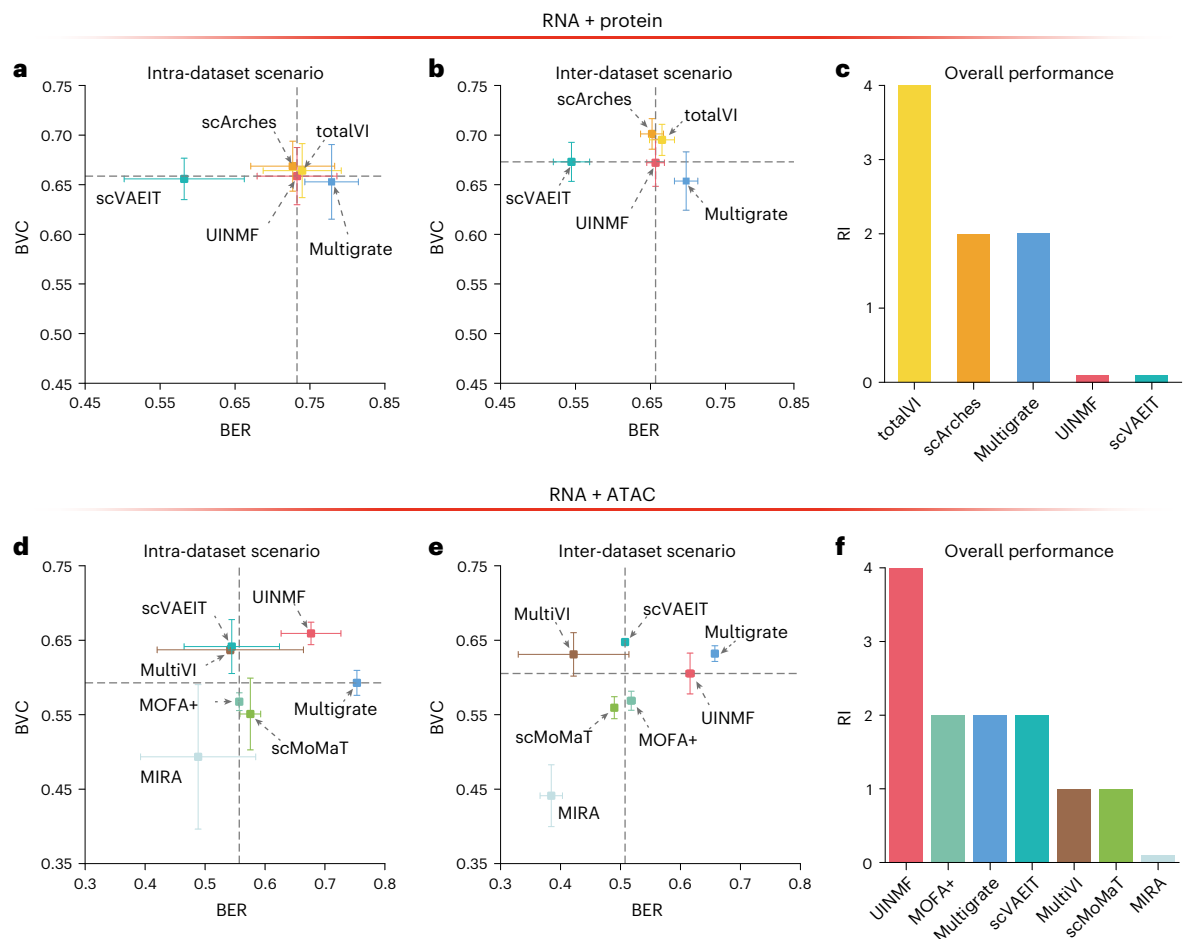 RNA + protein
a
Intra-dataset scenario
BVC
0.75
0.70
0.65
0.60
0.55
0.50
0.45
scArches
totalVI
scVAEIT
UINMF
Multigrate
0.45
0.55
0.65
0.75
0.85
BER
b
Inter-dataset scenario
BVC
0.75
0.70
0.65
0.60
0.55
0.50
0.45
scArches
totalVI
scVAEIT
UINMF
Multigrate
0.45
0.55
0.65
0.75
0.85
BER
c
Overall performance
RI
4
3
2
1
0
totalVI
scArches
Multigrate
UINMF
scVAEIT
RNA + ATAC
d
Intra-dataset scenario
BVC
0.75
0.65
0.55
0.45
0.35
scVAEIT
UINMF
MultiVI
MOFA+
Multigrate
scMoMaT
MIRA
0.3
0.4
0.5
0.6
0.7
0.8
BER
e
Inter-dataset scenario
BVC
0.75
0.65
0.55
0.45
0.35
MultiVI
scVAEIT
Multigrate
UINMF
scMoMaT
MOFA+
MIRA
0.3
0.4
0.5
0.6
0.7
0.8
BER
f
Overall performance
RI
4
3
2
1
0
UINMF
MOFA+
Multigrate
scVAEIT
MultiVI
scMoMaT
MIRA